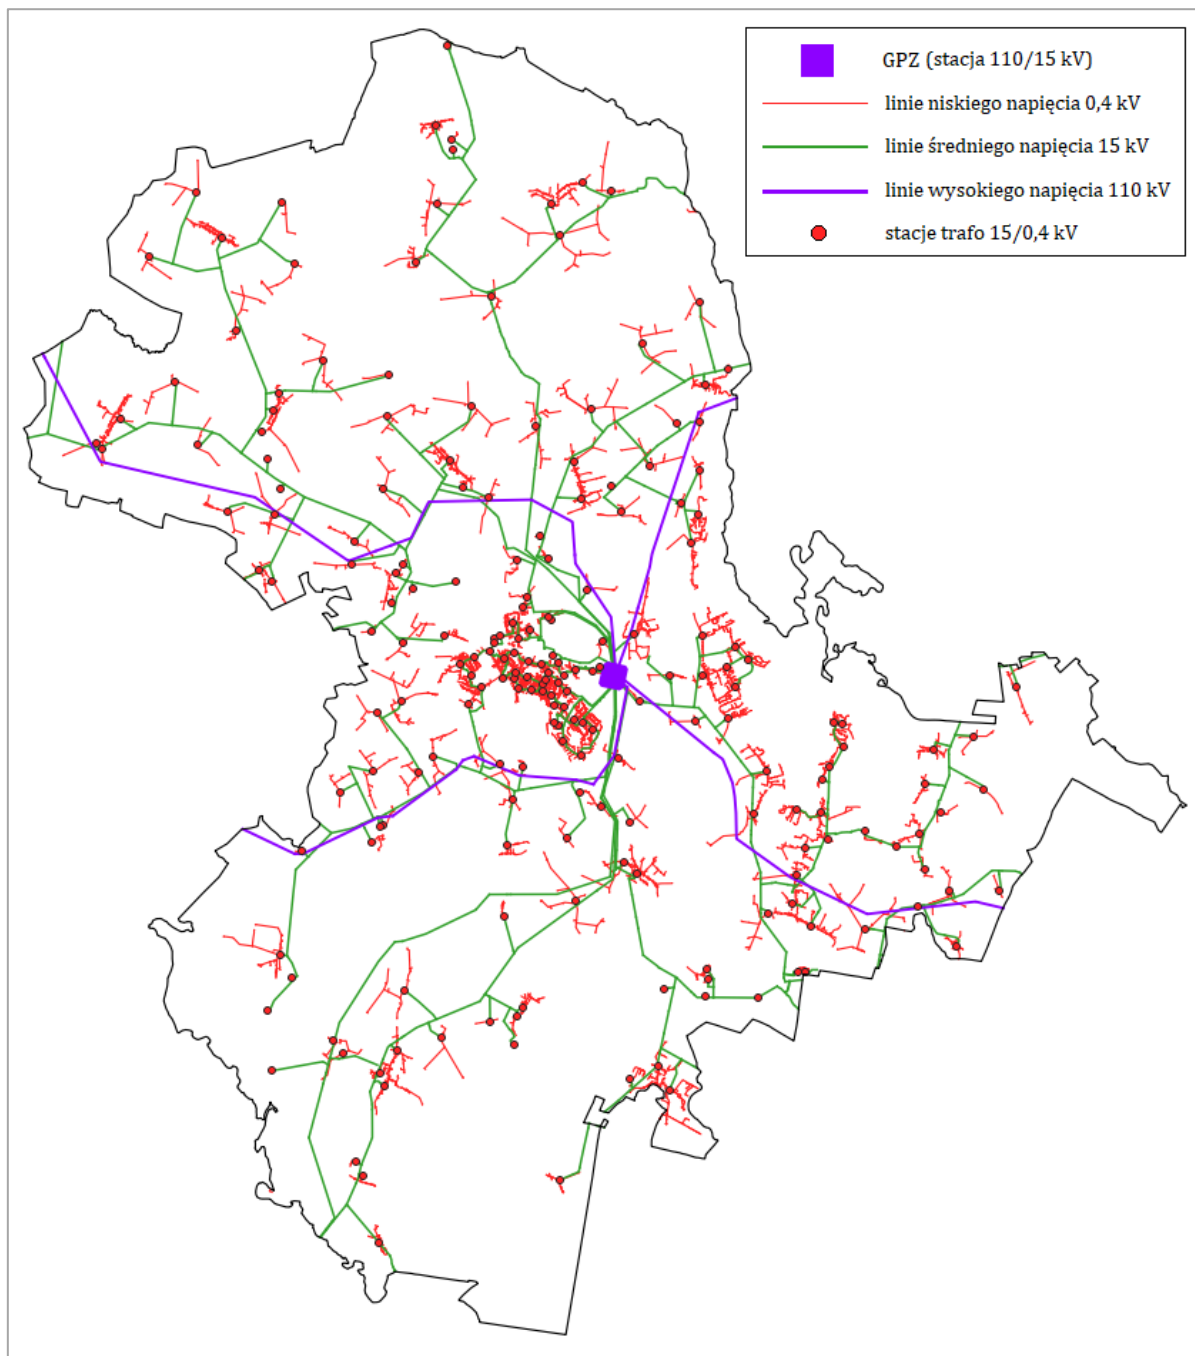 GPZ (stacja 110/15 kV)
linie niskiego napięcia 0,4 kV
linie średniego napięcia 15 kV
linie wysokiego napięcia 110 kV
stacje trafo 15/0,4 kV